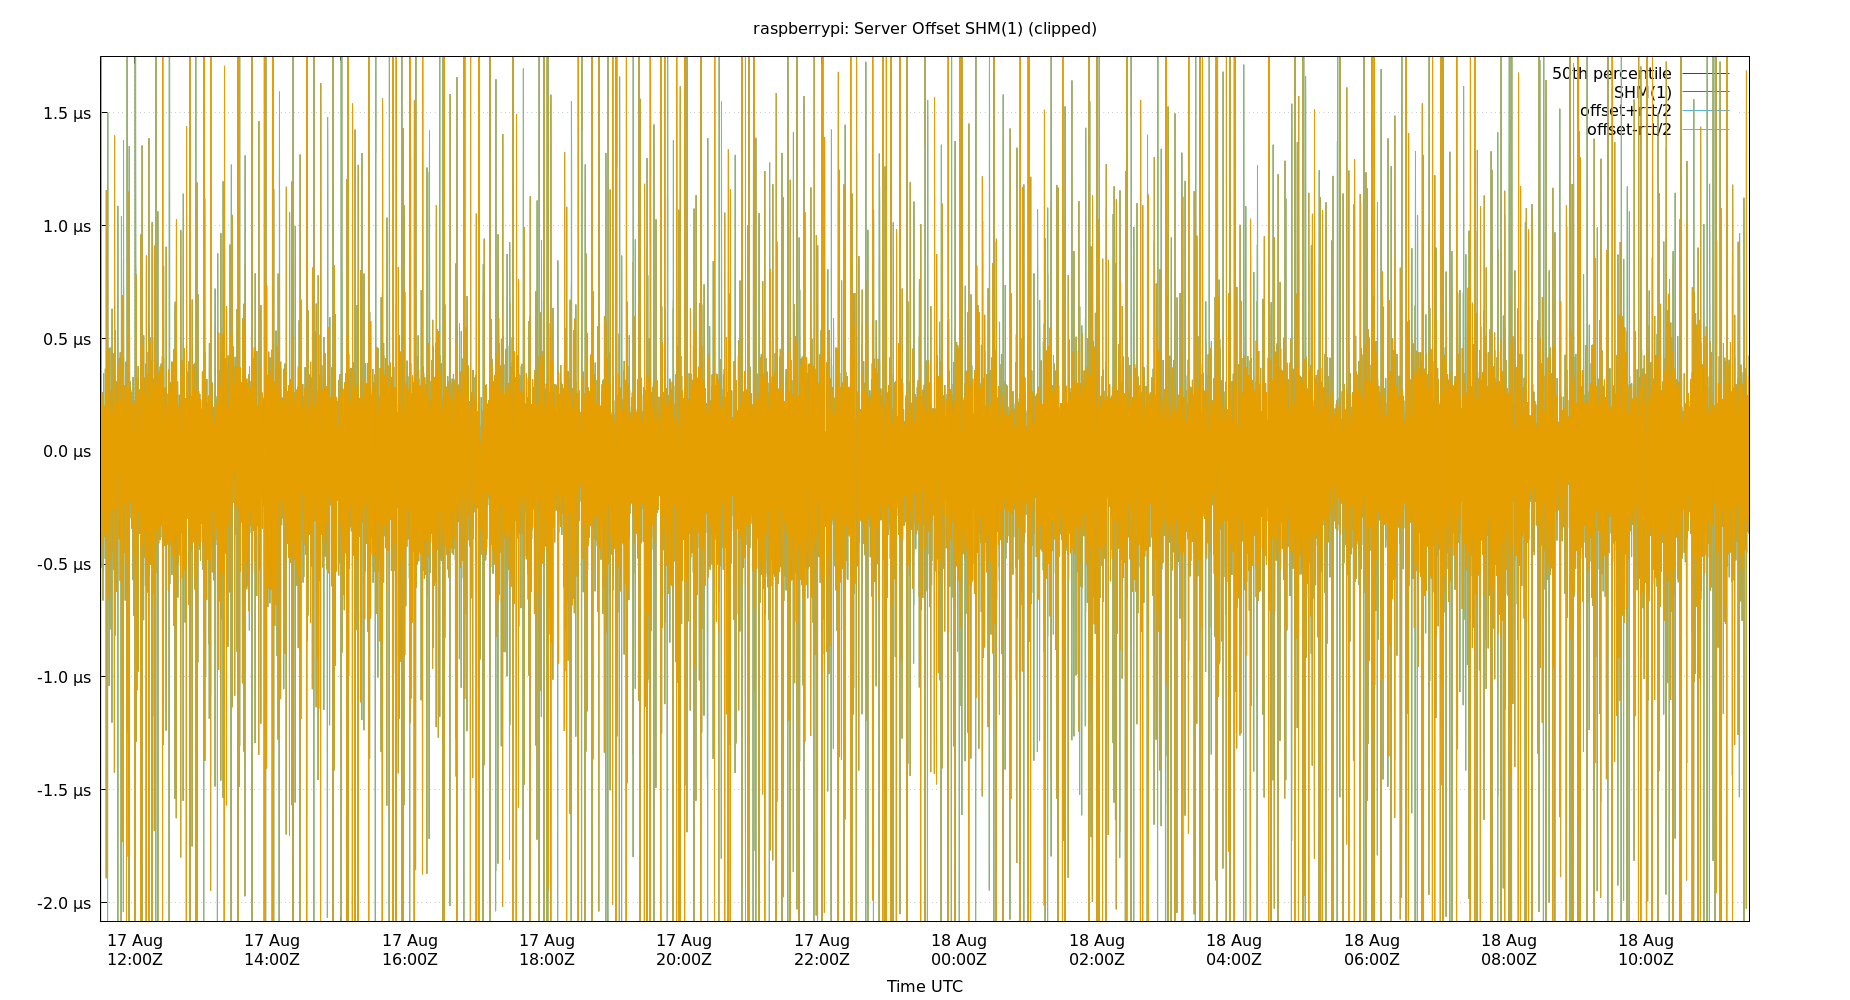 raspberrypi: Server Offset SHM(1) (clipped)
50th percentile
SHM(1)
offset+rtt/2
offset-rtt/2
1.5 µs
1.0 µs
0.5 µs
0.0 µs
-0.5 µs
-1.0 µs
-1.5 µs
-2.0 µs
17 Aug 17 Aug 17 Aug 17 Aug 17 Aug 17 Aug 18 Aug 18 Aug 18 Aug 18 Aug 18 Aug 18 Aug
12:00Z 14:00Z 16:00Z 18:00Z 20:00Z 22:00Z 00:00Z 02:00Z 04:00Z 06:00Z 08:00Z 10:00Z
Time UTC